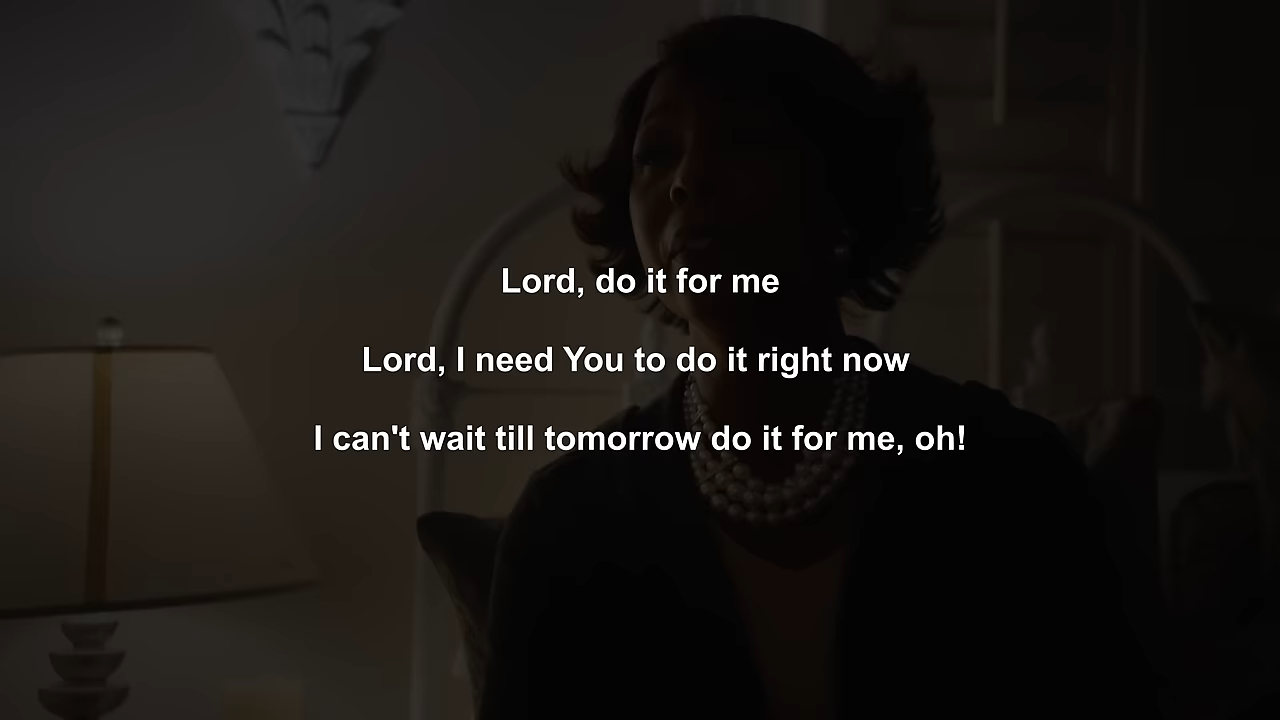 Lord, do it for me
Lord, I need You to do it right now
I can't wait till tomorrow do it for me, oh!